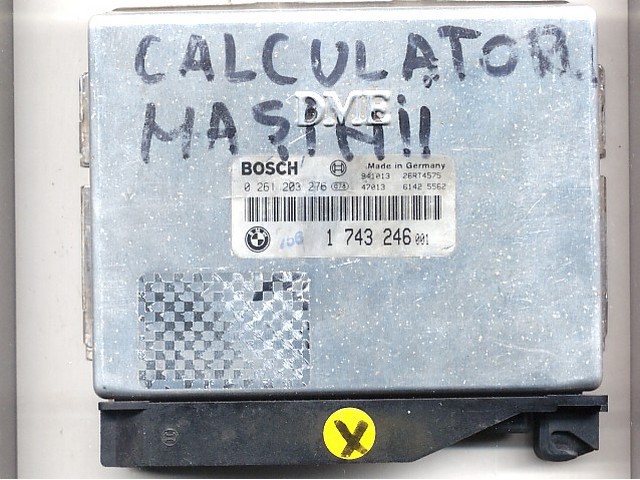 CALCULATOR
DME
MAȘINII
BOSCH
Made in Germany
0 261 203 276
941013 26RT4575
47013 6142 5562
BMW
1 743 246 001
X